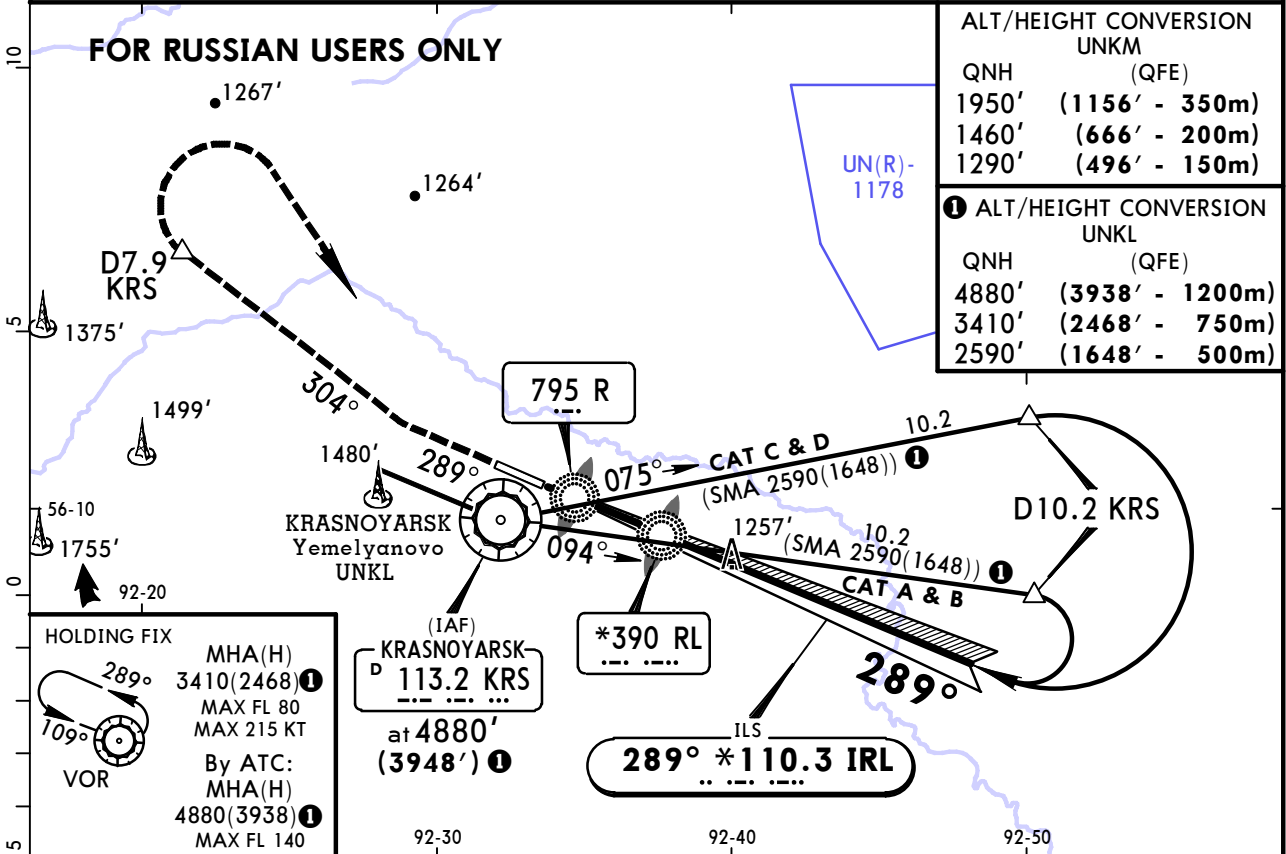 FOR RUSSIAN USERS ONLY
10
1267'
1264'
UN(R)-
1178
ALT/HEIGHT CONVERSION
UNKM
QNH (QFE)
1950' (1156' - 350m)
1460' (666' - 200m)
1290' (496' - 150m)
❶ ALT/HEIGHT CONVERSION
UNKL
QNH (QFE)
4880' (3938' - 1200m)
3410' (2468' - 750m)
2590' (1648' - 500m)
D7.9
KRS
5
1375'
304°
795 R
1499'
1480'
289°
075°
CAT C & D
10.2
(SMA 2590(1648)) ❶
D10.2 KRS
56-10
1755'
KRASNOYARSK
Yemelyanovo
UNKL
094°
1257'
10.2
(SMA 2590(1648)) ❶
CAT A & B
0
92-20
(IAF)
KRASNOYARSK
D 113.2 KRS
at 4880'
(3948') ❶
*390 RL
289°
ILS
289° *110.3 IRL
HOLDING FIX
289°
109°
VOR
MHA(H)
3410(2468) ❶
MAX FL 80
MAX 215 KT
By ATC:
MHA(H)
4880(3938) ❶
MAX FL 140
5
92-30
92-40
92-50